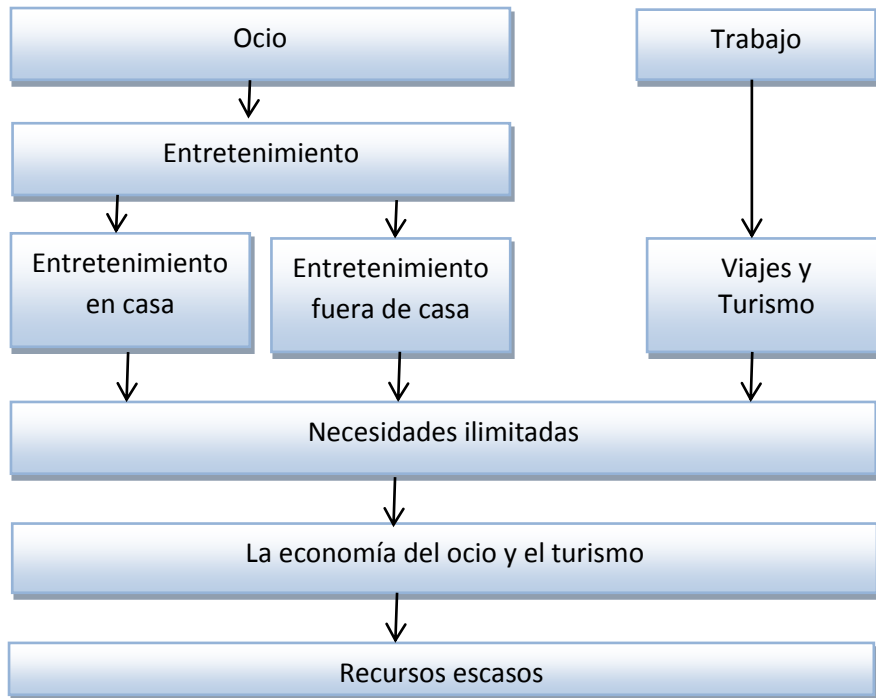 Ocio
Trabajo
Entretenimiento
Entretenimiento
en casa
Entretenimiento
fuera de casa
Viajes y
Turismo
Necesidades ilimitadas
La economía del ocio y el turismo
Recursos escasos